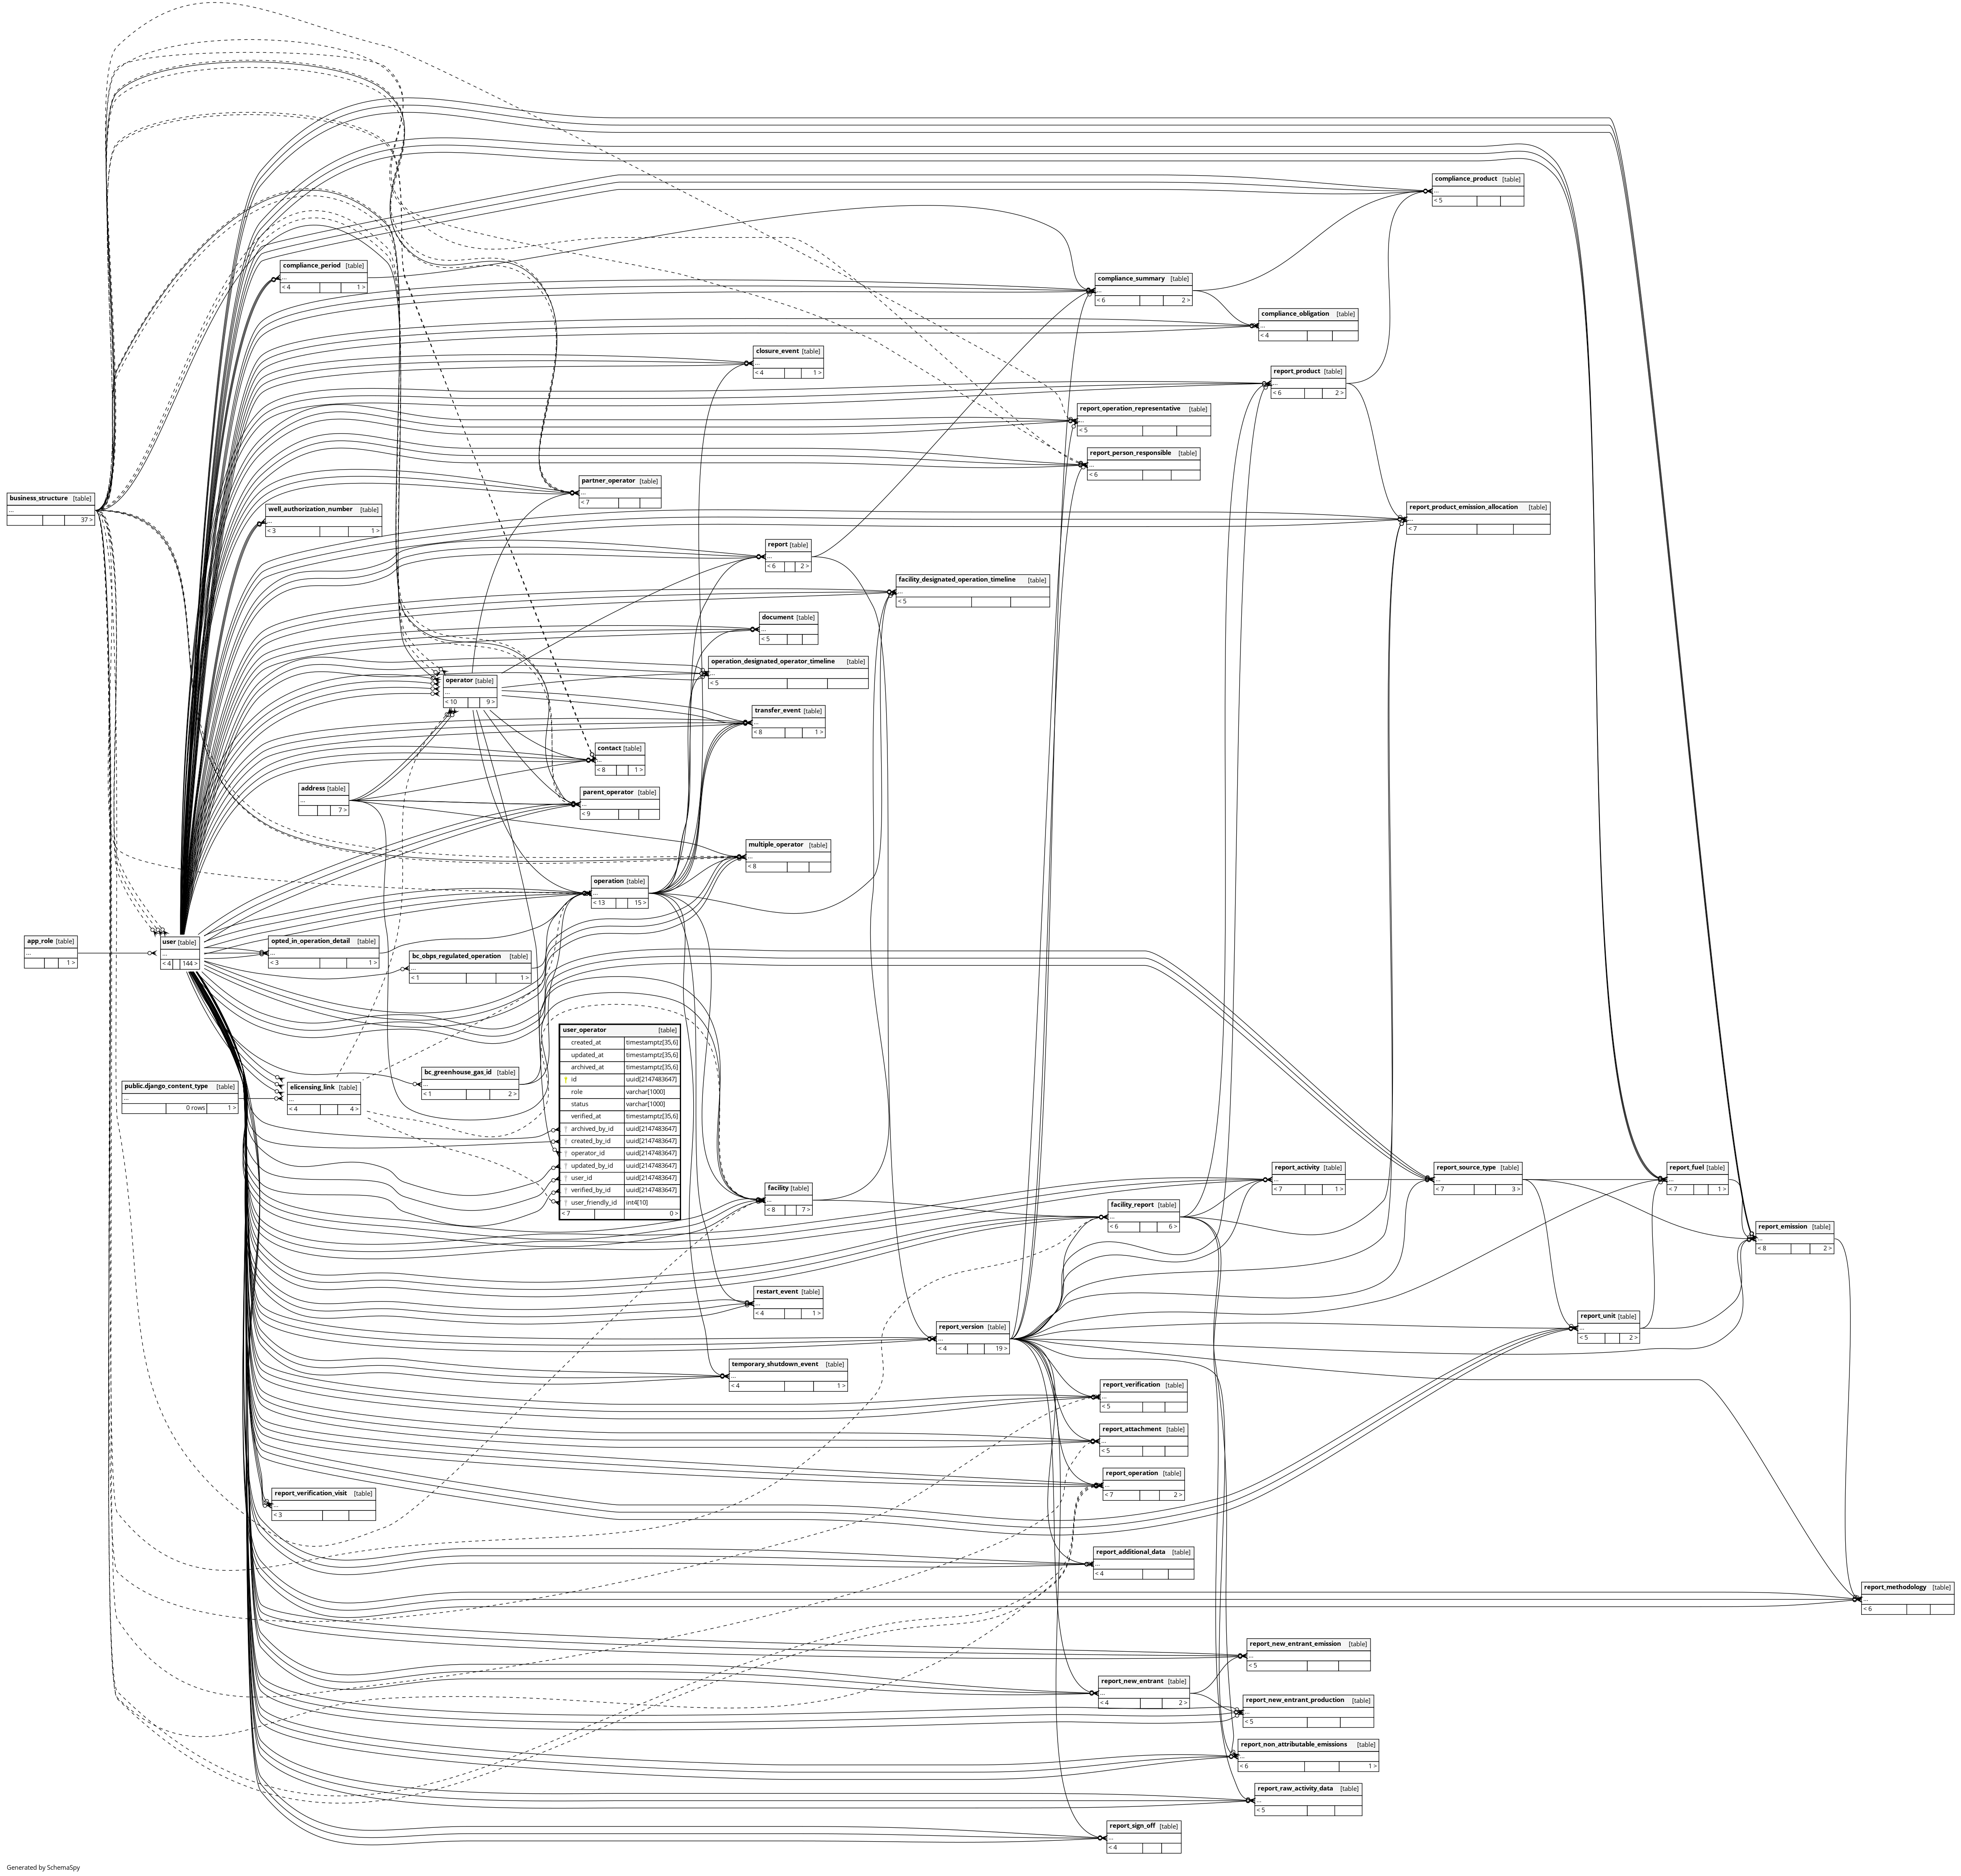 compliance_product [table]
...
< 5
compliance_period [table]
...
< 4 1 >
compliance_summary [table]
...
< 6 2 >
compliance_obligation [table]
...
< 4
closure_event [table]
...
< 4 1 >
report_product [table]
...
< 6 2 >
report_operation_representative [table]
...
< 5
report_person_responsible [table]
...
< 6
partner_operator [table]
...
< 7
business_structure [table]
...
37 >
well_authorization_number [table]
...
< 3 1 >
report_product_emission_allocation [table]
...
< 7
report [table]
...
< 6 2 >
facility_designated_operation_timeline [table]
...
< 5
document [table]
...
< 5
operation_designated_operator_timeline [table]
...
< 5
operator [table]
...
< 10 9 >
transfer_event [table]
...
< 8 1 >
contact [table]
...
< 8 1 >
address [table]
...
7 >
parent_operator [table]
...
< 9
multiple_operator [table]
...
< 8
operation [table]
...
< 13 15 >
app_role [table]
...
1 >
user [table]
...
< 4 144 >
opted_in_operation_detail [table]
...
< 3 1 >
bc_obps_regulated_operation [table]
...
< 1 1 >
user_operator [table]
created_at timestamptz[35,6]
updated_at timestamptz[35,6]
archived_at timestamptz[35,6]
id uuid[2147483647]
role varchar[1000]
status varchar[1000]
verified_at timestamptz[35,6]
archived_by_id uuid[2147483647]
created_by_id uuid[2147483647]
operator_id uuid[2147483647]
updated_by_id uuid[2147483647]
user_id uuid[2147483647]
verified_by_id uuid[2147483647]
user_friendly_id int4[10]
< 7 0 >
bc_greenhouse_gas_id [table]
...
< 1 2 >
public.django_content_type [table]
...
0 rows 1 >
elicensing_link [table]
...
< 4 4 >
facility [table]
...
< 8 7 >
report_activity [table]
...
< 7 1 >
report_source_type [table]
...
< 7 3 >
report_fuel [table]
...
< 7 1 >
facility_report [table]
...
< 6 6 >
report_emission [table]
...
< 8 2 >
restart_event [table]
...
< 4 1 >
report_unit [table]
...
< 5 2 >
report_version [table]
...
< 4 19 >
temporary_shutdown_event [table]
...
< 4 1 >
report_verification [table]
...
< 5
report_attachment [table]
...
< 5
report_operation [table]
...
< 7 2 >
report_verification_visit [table]
...
< 3
report_additional_data [table]
...
< 4
report_methodology [table]
...
< 6
report_new_entrant_emission [table]
...
< 5
report_new_entrant [table]
...
< 4 2 >
report_new_entrant_production [table]
...
< 5
report_non_attributable_emissions [table]
...
< 6 1 >
report_raw_activity_data [table]
...
< 5
report_sign_off [table]
...
< 4
Generated by SchemaSpy